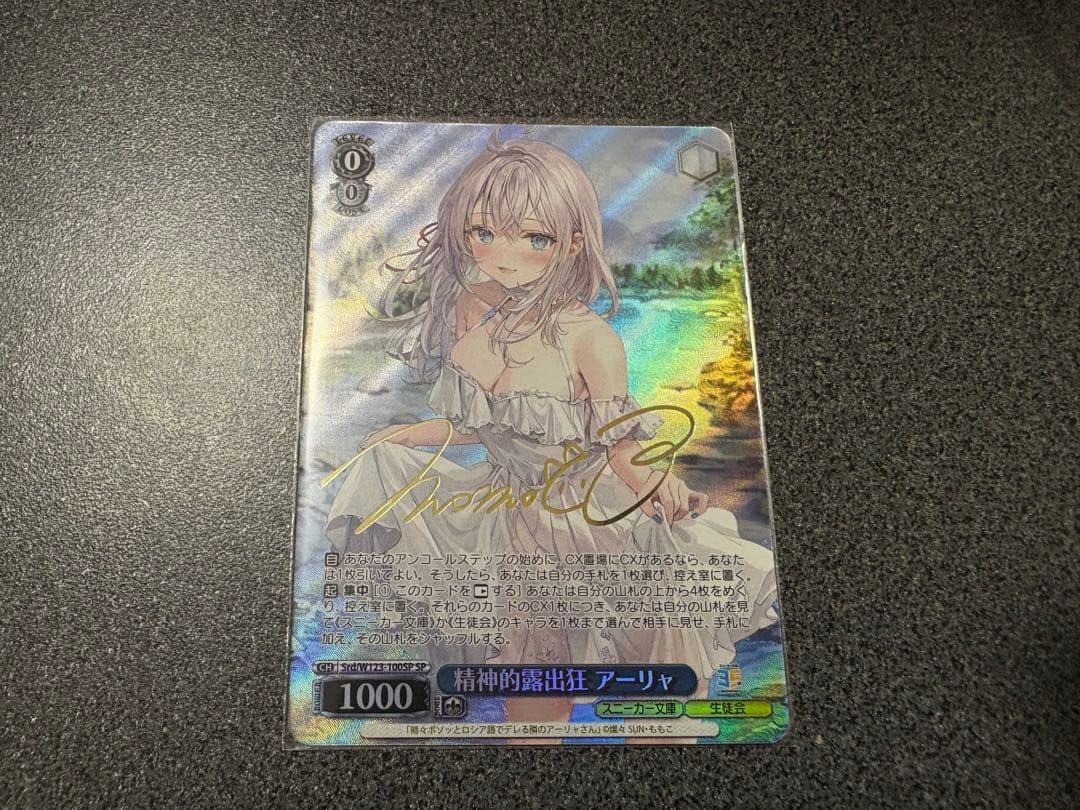 LEVEL
0
0
COST
自 あなたのアンコールステップの始めに、CX置場にCXがあるなら、あなた
は1枚引いてよい。そうしたら、あなたは自分の手札を1枚選び、控え室に置く。
起 集中 [① このカードを する] あなたは自分の山札の上から4枚をめく
り、控え室に置く。それらのカードのCX1枚につき、あなたは自分の山札を見
て《スニーカー文庫》か《生徒会》のキャラを1枚まで選んで相手に見せ、手札に
加え、その山札をシャッフルする。
CH Srd/W123-100SP SP
精神的露出狂 アーリャ
1000
スニーカー文庫 生徒会
「時々ボソッとロシア語でデレる隣のアーリャさん」©燦々SUN・ももこ